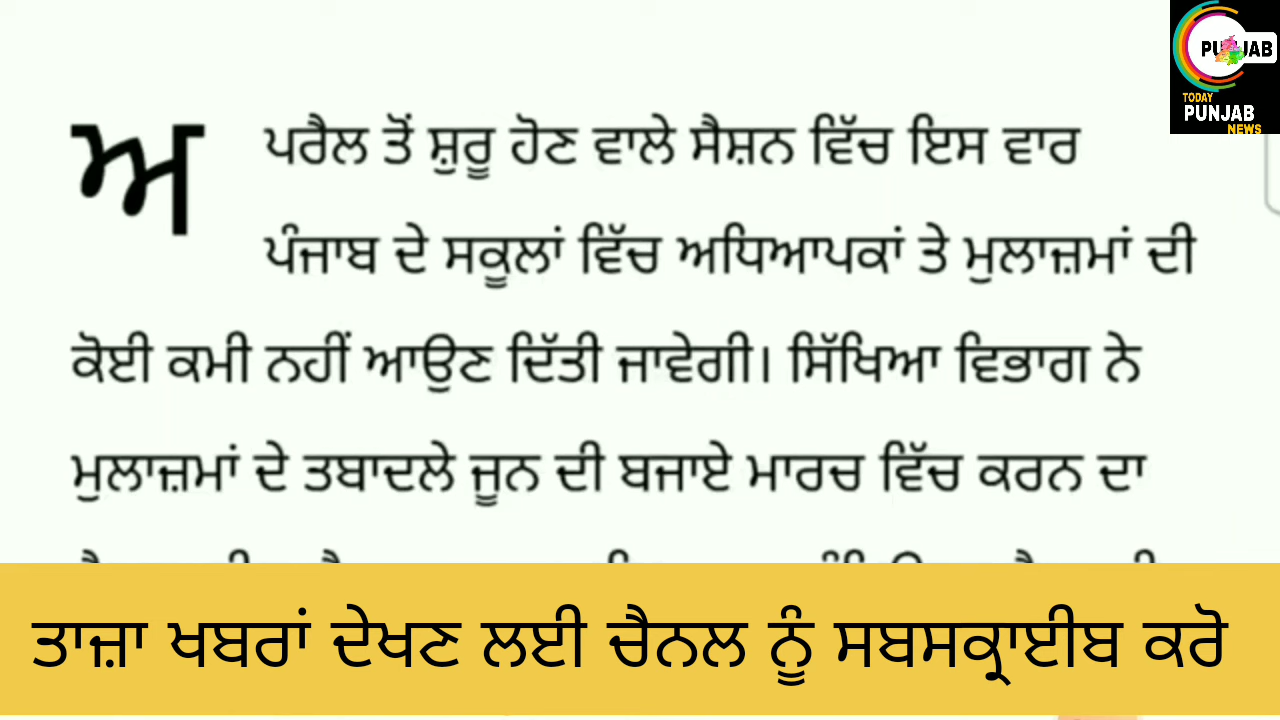 PUNJAB
TODAY
PUNJAB
NEWS
ਅਪਰੈਲ ਤੋਂ ਸ਼ੁਰੂ ਹੋਣ ਵਾਲੇ ਸੈਸ਼ਨ ਵਿੱਚ ਇਸ ਵਾਰ
ਪੰਜਾਬ ਦੇ ਸਕੂਲਾਂ ਵਿੱਚ ਅਧਿਆਪਕਾਂ ਤੇ ਮੁਲਾਜ਼ਮਾਂ ਦੀ
ਕੋਈ ਕਮੀ ਨਹੀਂ ਆਉਣ ਦਿੱਤੀ ਜਾਵੇਗੀ। ਸਿੱਖਿਆ ਵਿਭਾਗ ਨੇ
ਮੁਲਾਜ਼ਮਾਂ ਦੇ ਤਬਾਦਲੇ ਜੂਨ ਦੀ ਬਜਾਏ ਮਾਰਚ ਵਿੱਚ ਕਰਨ ਦਾ
ਤਾਜ਼ਾ ਖਬਰਾਂ ਦੇਖਣ ਲਈ ਚੈਨਲ ਨੂੰ ਸਬਸਕ੍ਰਾਈਬ ਕਰੋ